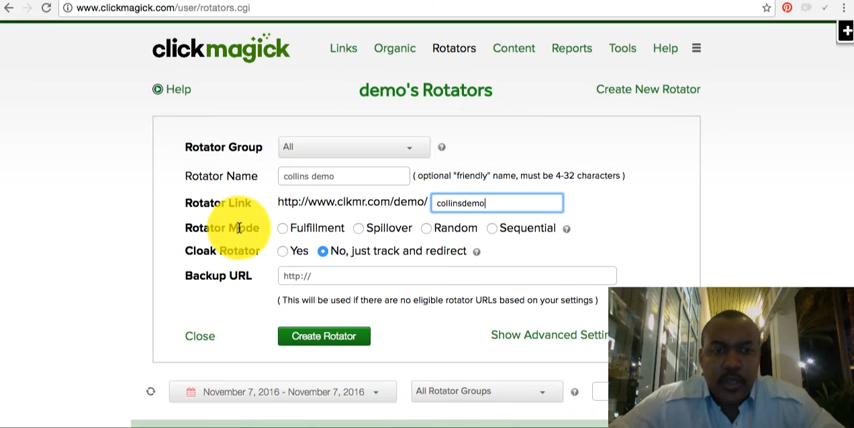 www.clickmagick.com/user/rotators.cgi
clickmagick Links Organic Rotators Content Reports Tools Help
Help demo's Rotators Create New Rotator
Rotator Group All
Rotator Name collins demo ( optional "friendly" name, must be 4-32 characters )
Rotator Link http://www.clkmr.com/demo/ collinsdemo
Rotator Mode Fulfillment Spillover Random Sequential
Cloak Rotator Yes No, just track and redirect
Backup URL http://
( This will be used if there are no eligible rotator URLs based on your settings )
Close Create Rotator Show Advanced Settin
November 7, 2016 - November 7, 2016 All Rotator Groups